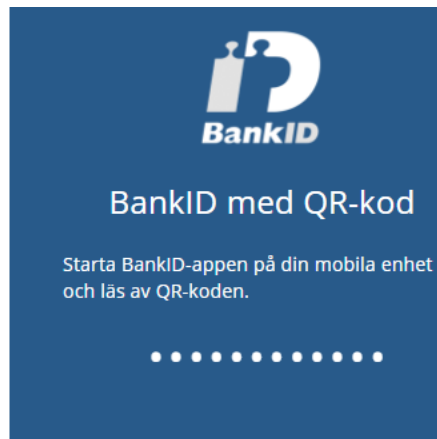 BankID
BankID med QR-kod
Starta BankID-appen på din mobila enhet
och läs av QR-koden.